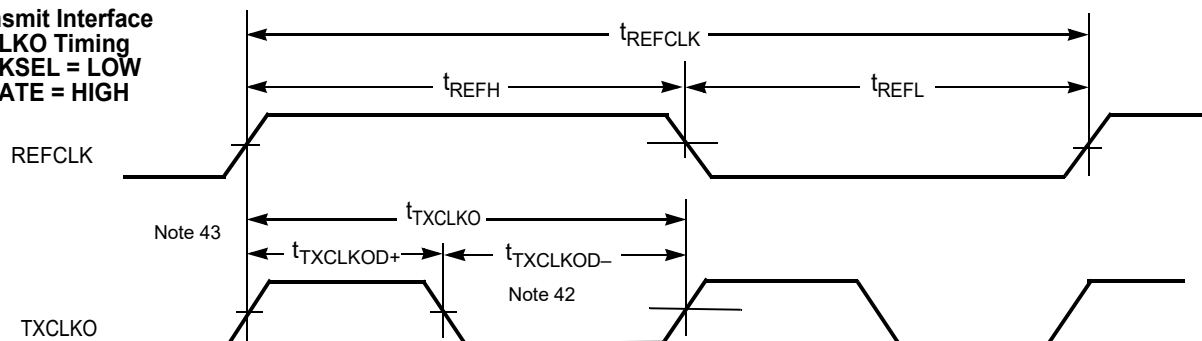 smit Interface
LKO Timing
KSEL = LOW
ATE = HIGH
tREFCLK
tREFH
tREFL
REFCLK
Note 43
tTXCLKO
tTXCLKOD+
tTXCLKOD–
Note 42
TXCLKO